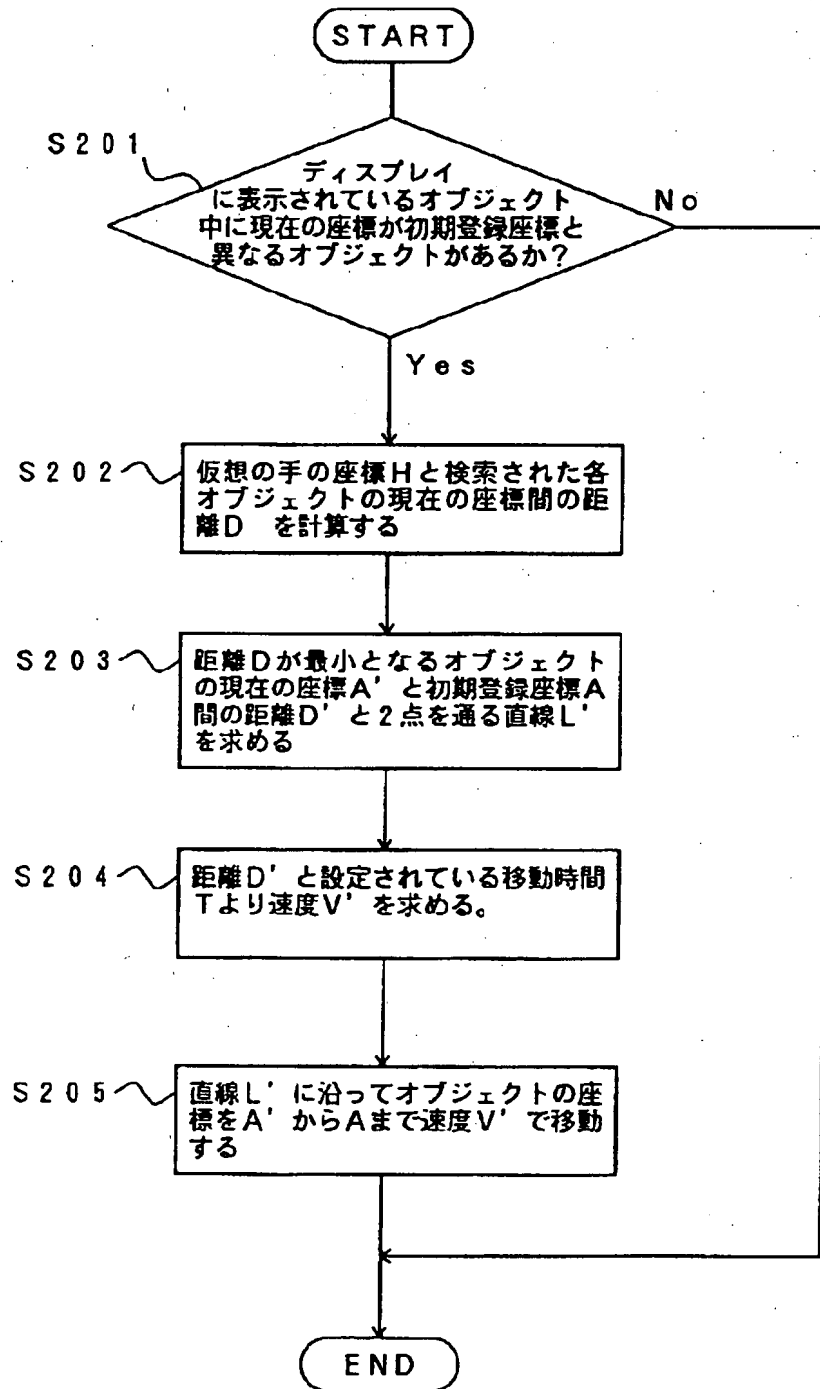 START
S201
ディスプレイ
に表示されているオブジェクト
中に現在の座標が初期登録座標と
異なるオブジェクトがあるか?
No
Yes
S202
仮想の手の座標Hと検索された各
オブジェクトの現在の座標間の距
離D を計算する
S203
距離Dが最小となるオブジェクト
の現在の座標A'と初期登録座標A
間の距離D'と2点を通る直線L'
を求める
S204
距離D'と設定されている移動時間
Tより速度V'を求める。
S205
直線L'に沿ってオブジェクトの座
標をA'からAまで速度V'で移動
する
END